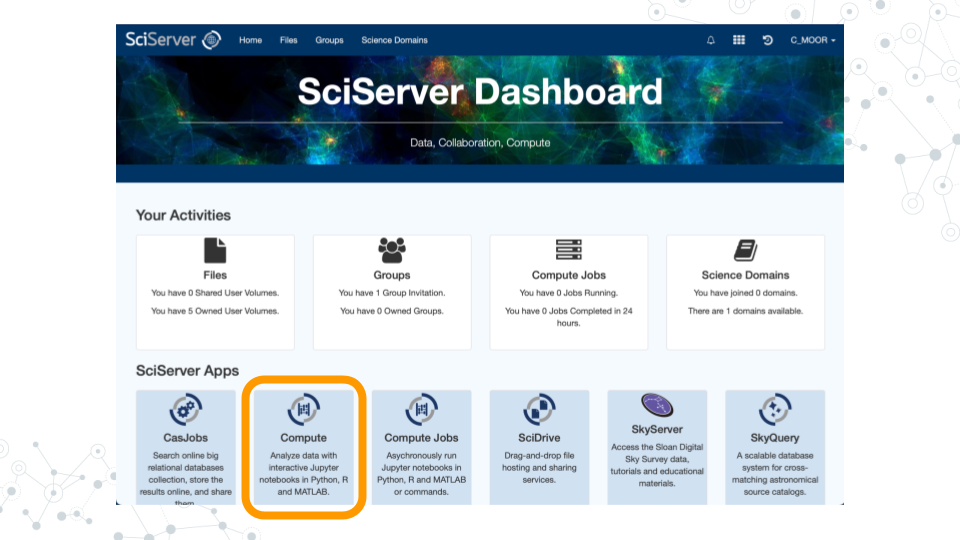 SciServer
Home Files Groups Science Domains
C_MOOR
SciServer Dashboard
Data, Collaboration, Compute
Your Activities
Files
You have 0 Shared User Volumes.
You have 5 Owned User Volumes.
Groups
You have 1 Group Invitation.
You have 0 Owned Groups.
Compute Jobs
You have 0 Jobs Running.
You have 0 Jobs Completed in 24
hours.
Science Domains
You have joined 0 domains.
There are 1 domains available.
SciServer Apps
CasJobs
Search online big
relational databases
collection, store the
results online, and share
them
Compute
Analyze data with
interactive Jupyter
notebooks in Python, R
and MATLAB.
Compute Jobs
Asychronously run
Jupyter notebooks in
Python, R and MATLAB
or commands.
SciDrive
Drag-and-drop file
hosting and sharing
services.
SkyServer
Access the Sloan Digital
Sky Survey data,
tutorials and educational
materials.
SkyQuery
A scalable database
system for cross-
matching astronomical
source catalogs.